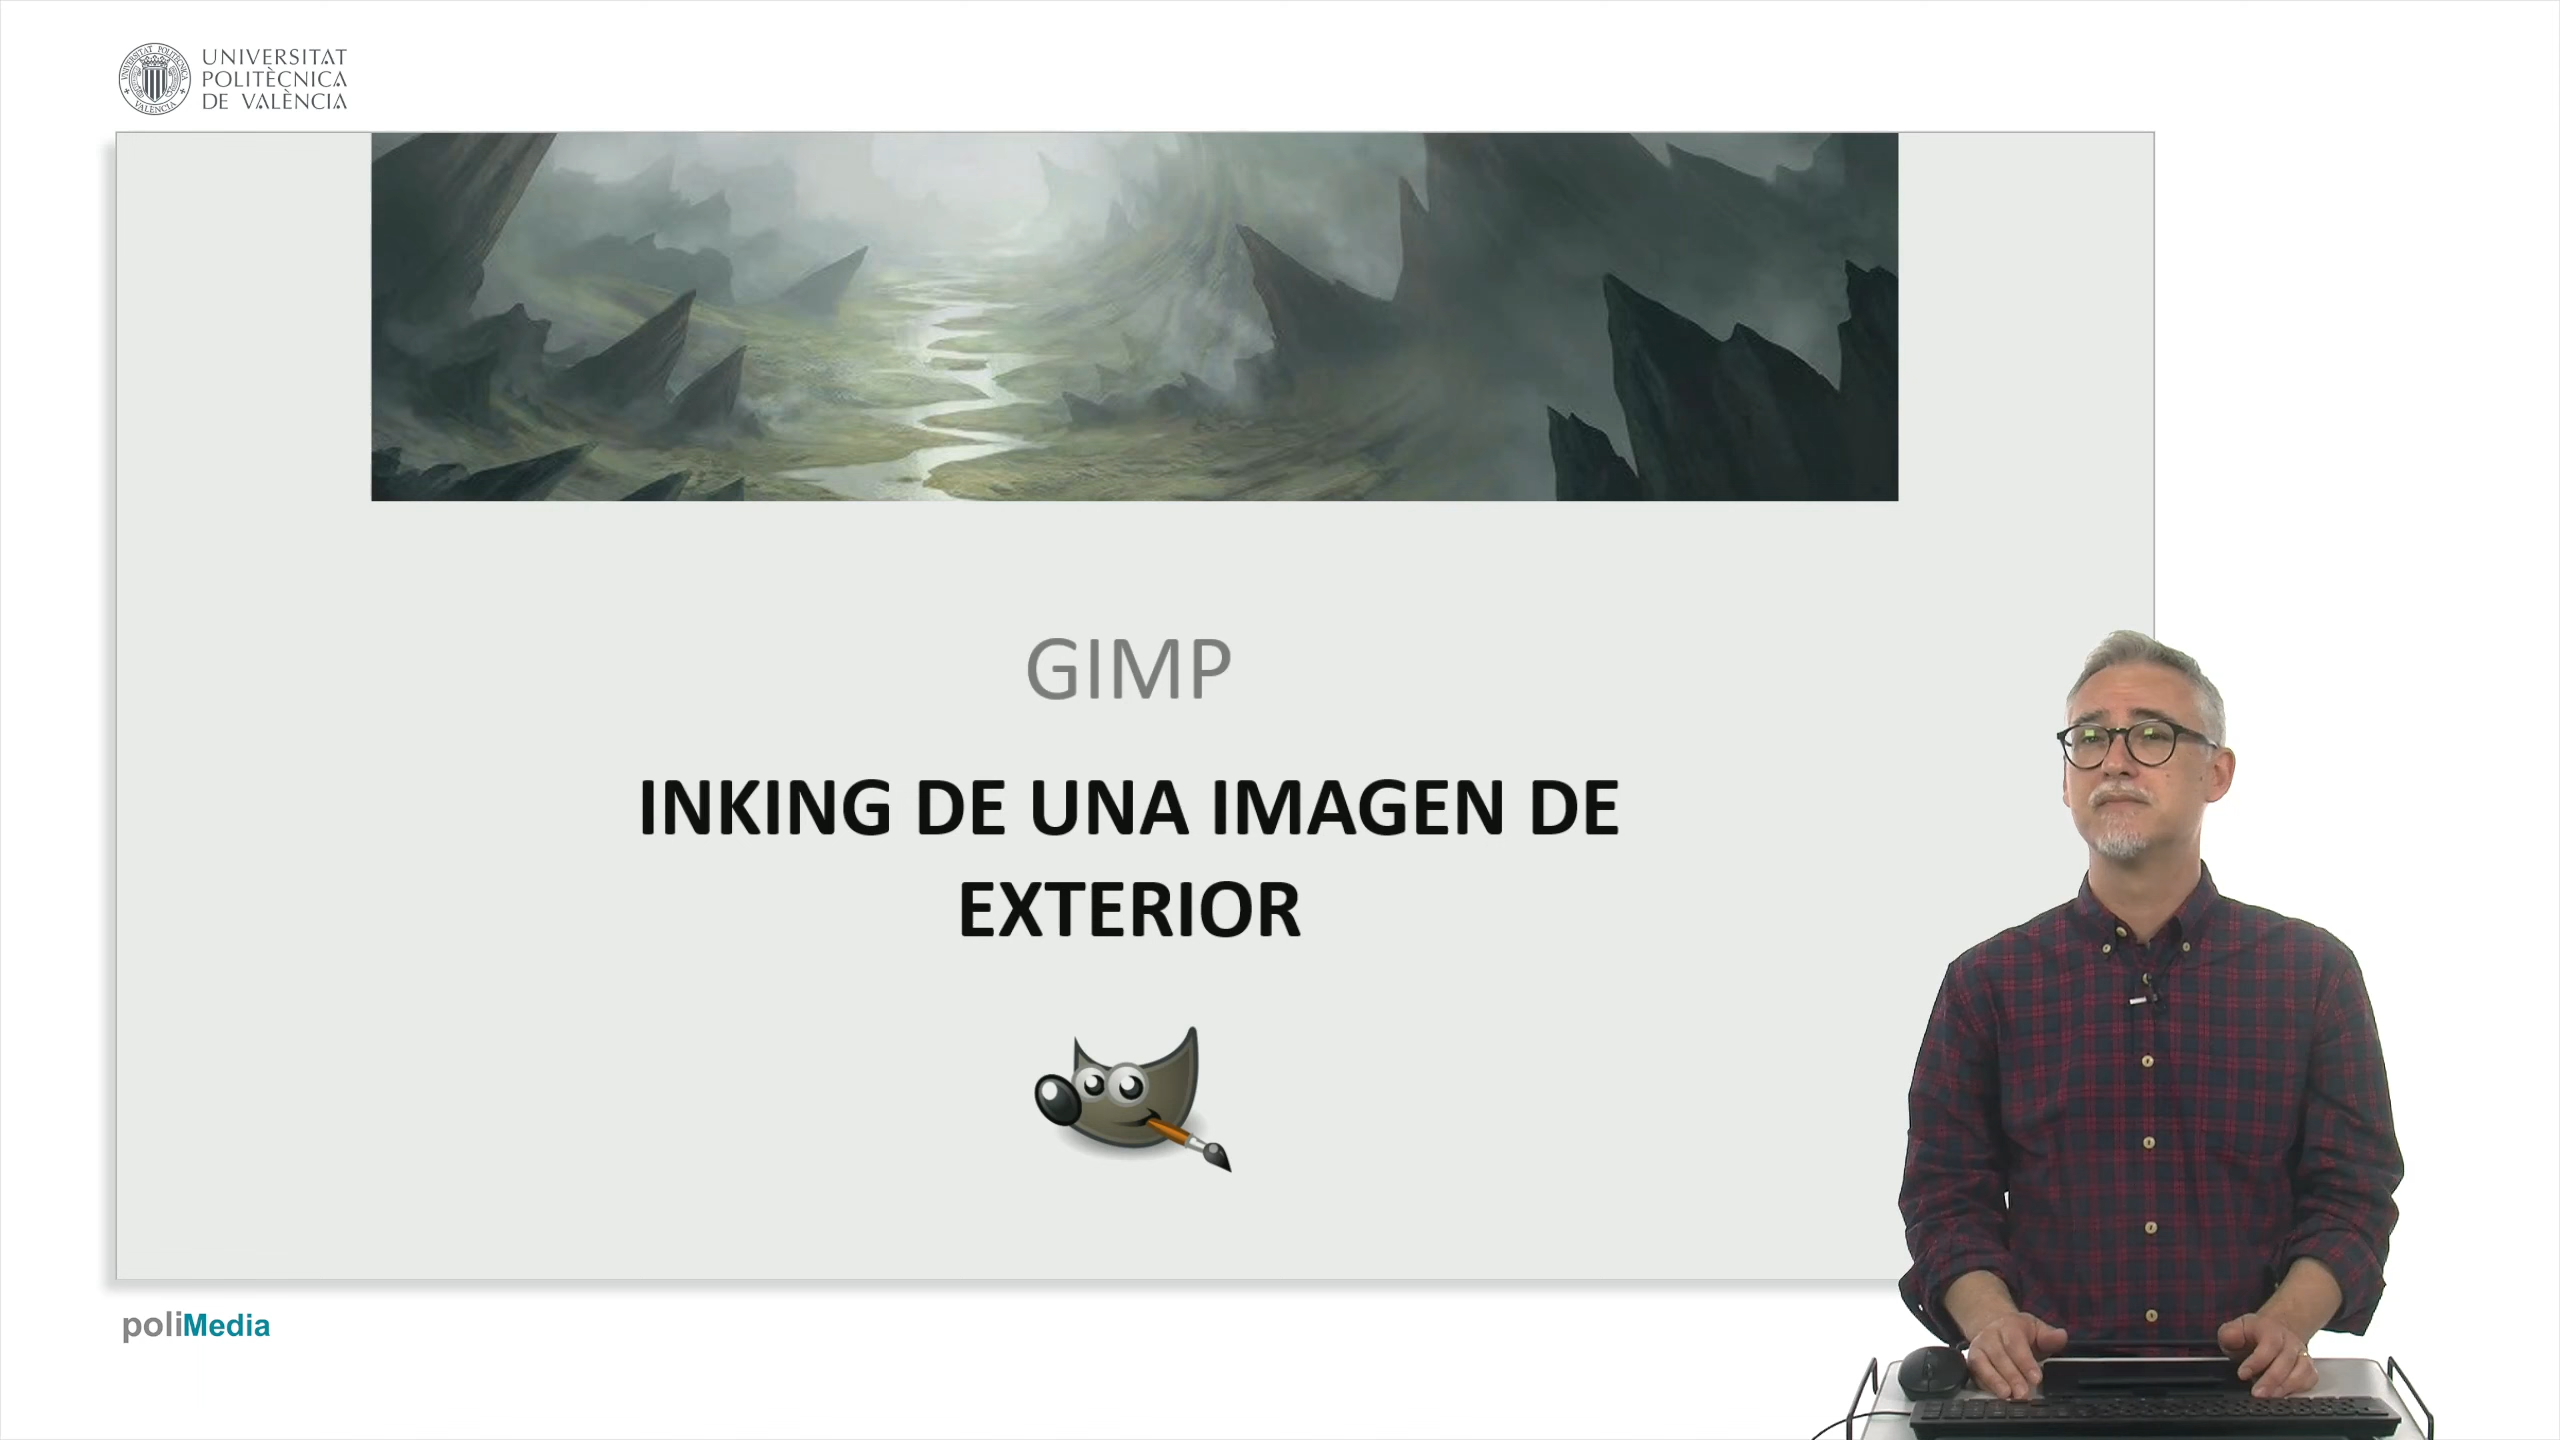 UNIVERSITAT
POLITÈCNICA
DE VALÈNCIA
GIMP
INKING DE UNA IMAGEN DE
EXTERIOR
poliMedia